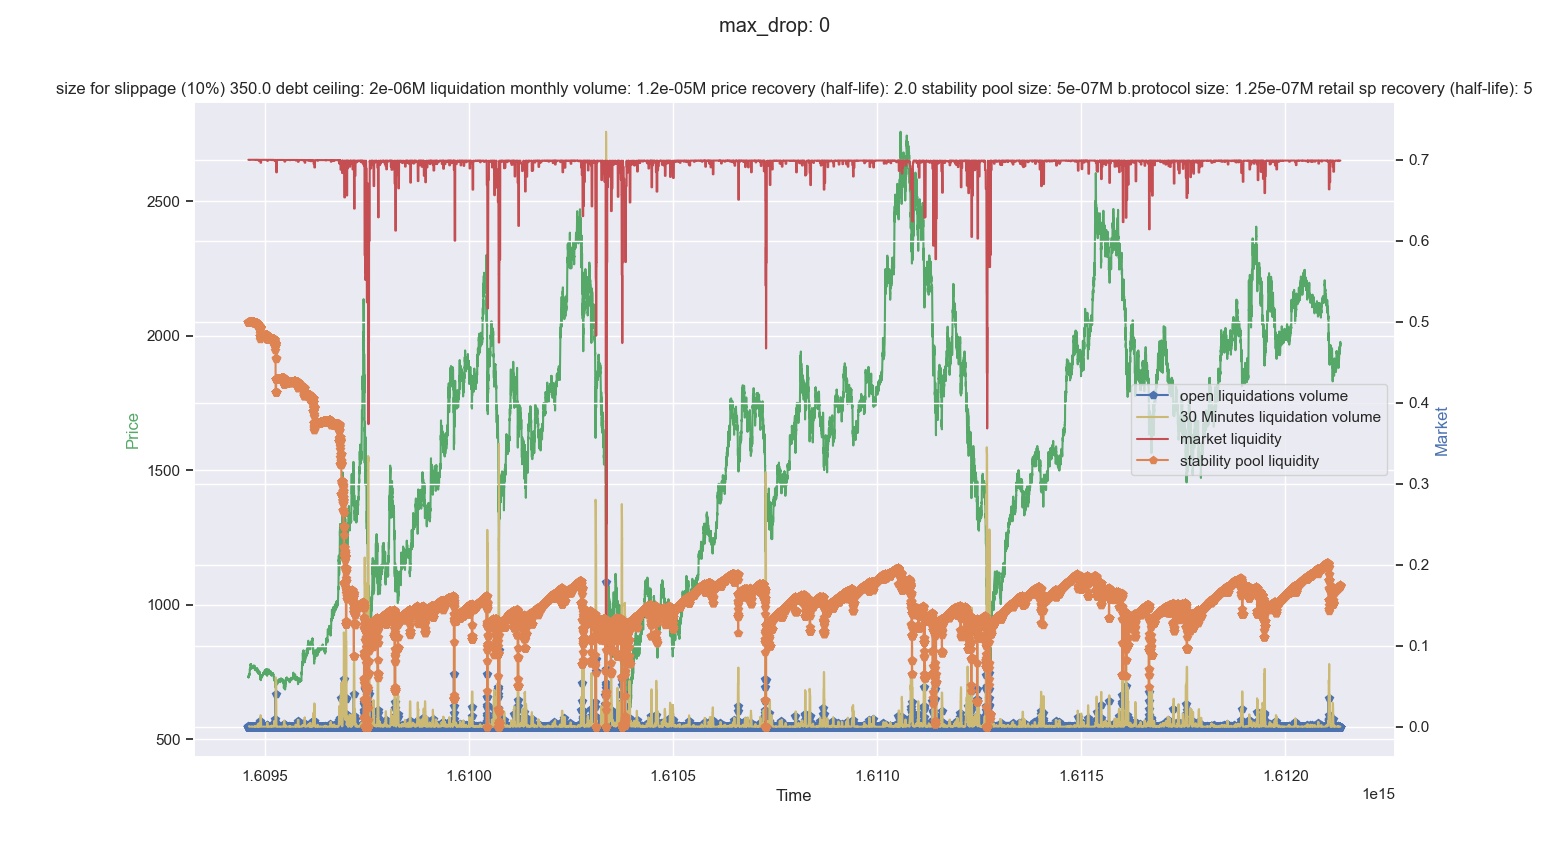 max_drop: 0
size for slippage (10%) 350.0 debt ceiling: 2e-06M liquidation monthly volume: 1.2e-05M price recovery (half-life): 2.0 stability pool size: 5e-07M b.protocol size: 1.25e-07M retail sp recovery (half-life): 5
2500
2000
1500
1000
500
Price
0.7
0.6
0.5
0.4
0.3
0.2
0.1
0.0
Market
open liquidations volume
30 Minutes liquidation volume
market liquidity
stability pool liquidity
1.6095
1.6100
1.6105
1.6110
1.6115
1.6120
Time
1e15